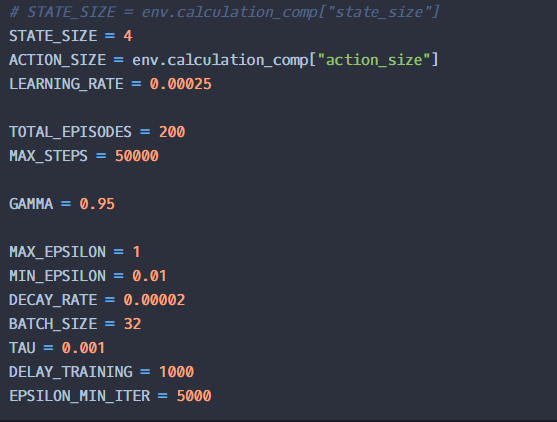 # STATE_SIZE = env.calculation_comp["state_size"]
STATE_SIZE = 4
ACTION_SIZE = env.calculation_comp["action_size"]
LEARNING_RATE = 0.00025
TOTAL_EPISODES = 200
MAX_STEPS = 50000
GAMMA = 0.95
MAX_EPSILON = 1
MIN_EPSILON = 0.01
DECAY_RATE = 0.00002
BATCH_SIZE = 32
TAU = 0.001
DELAY_TRAINING = 1000
EPSILON_MIN_ITER = 5000